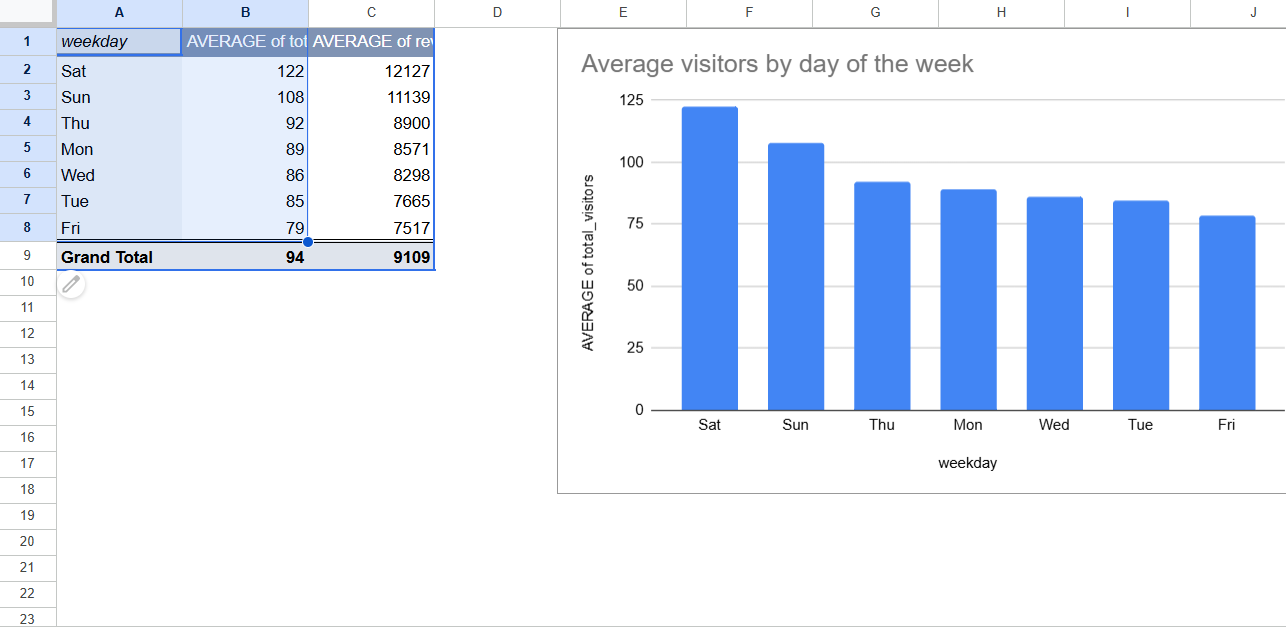 A B C D E F G H I J
1 weekday AVERAGE of tot AVERAGE of rev
2 Sat 122 12127
3 Sun 108 11139
4 Thu 92 8900
5 Mon 89 8571
6 Wed 86 8298
7 Tue 85 7665
8 Fri 79 7517
9 Grand Total 94 9109
10
11
12
13
14
15
16
17
18
19
20
21
22
23
Average visitors by day of the week
AVERAGE of total_visitors
125
100
75
50
25
0
Sat Sun Thu Mon Wed Tue Fri
weekday